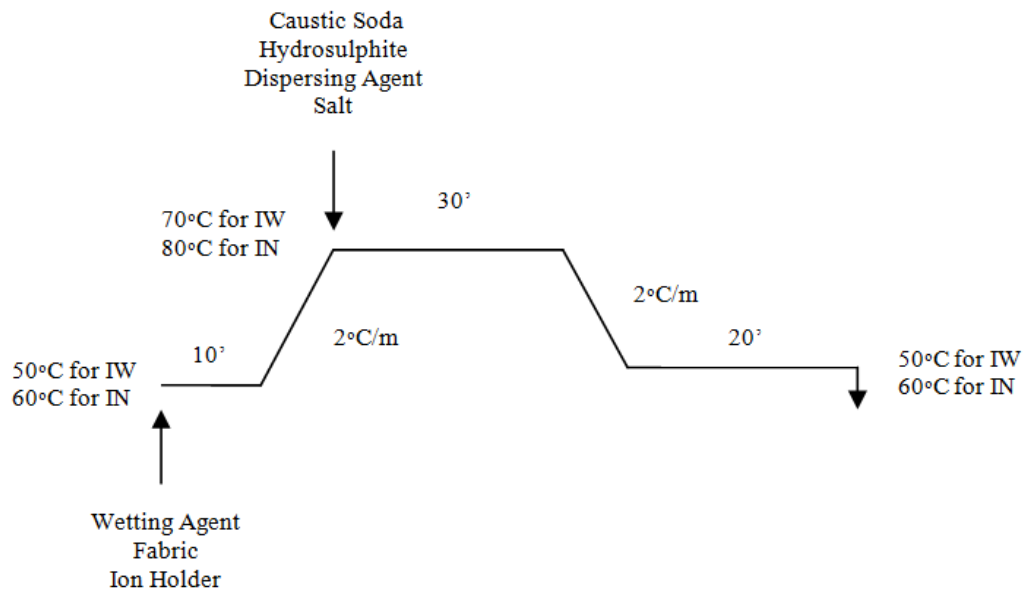 Caustic Soda
Hydrosulphite
Dispersing Agent
Salt
30’
70°C for IW
80°C for IN
2°C/m
2°C/m
10’
20’
50°C for IW
60°C for IN
50°C for IW
60°C for IN
Wetting Agent
Fabric
Ion Holder